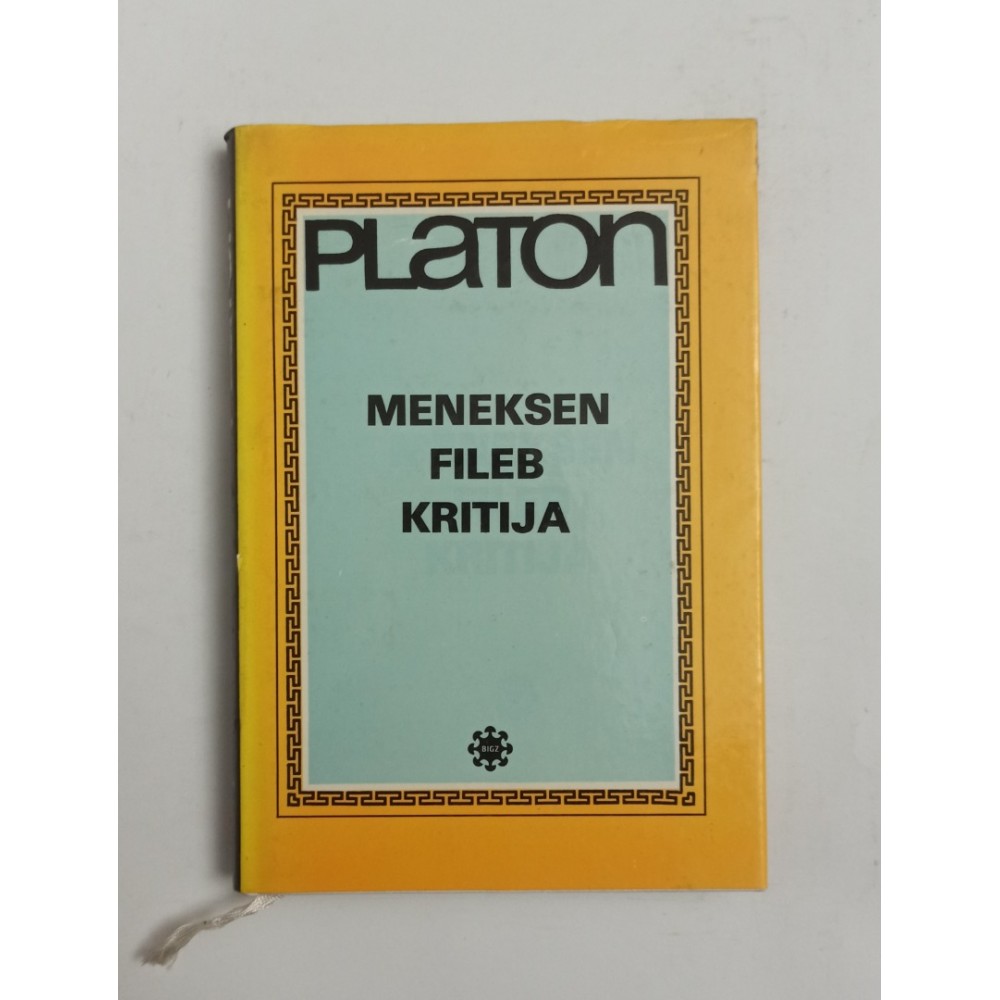 PLaTOn
MENEKSEN
FILEB
KRITIJA
BIGZ